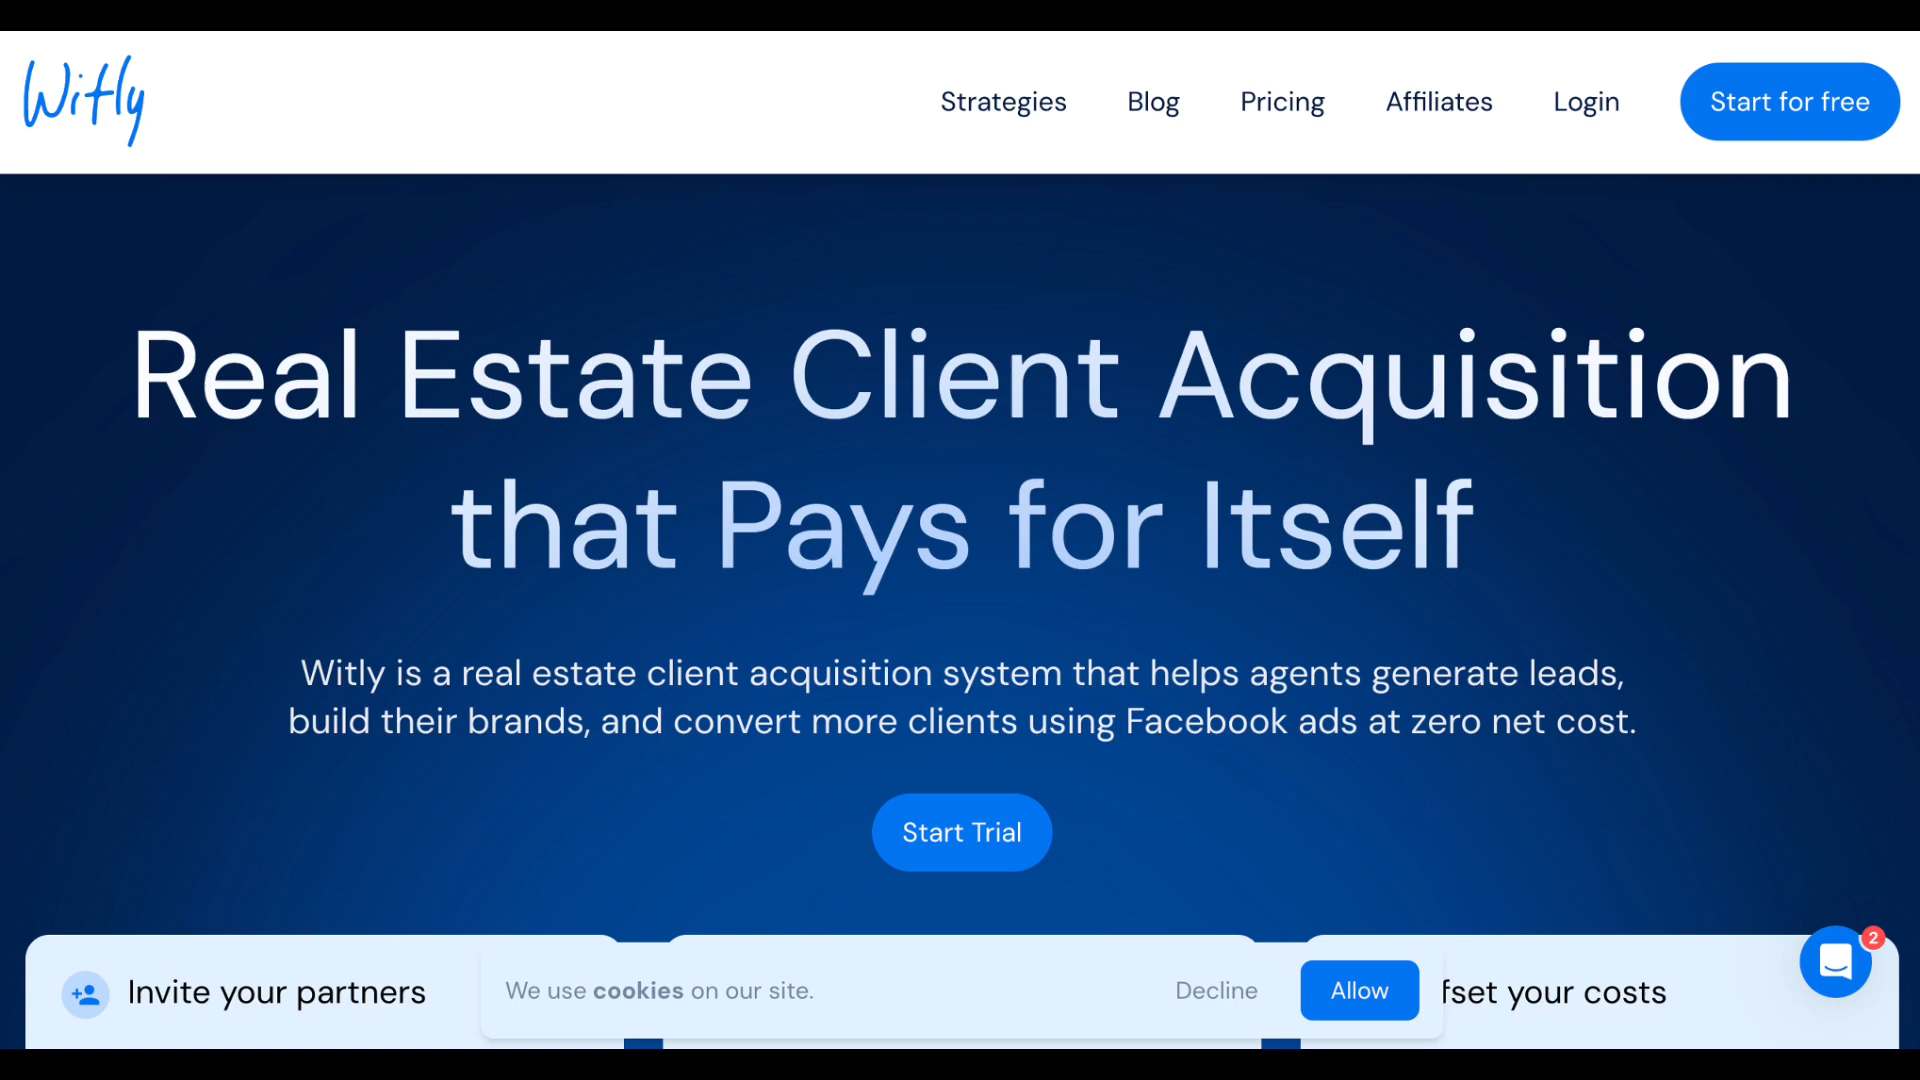 Witly
Strategies
Blog
Pricing
Affiliates
Login
Start for free
Real Estate Client Acquisition
that Pays for Itself
Witly is a real estate client acquisition system that helps agents generate leads,
build their brands, and convert more clients using Facebook ads at zero net cost.
Start Trial
Invite your partners
We use cookies on our site.
Decline
Allow
fset your costs
2